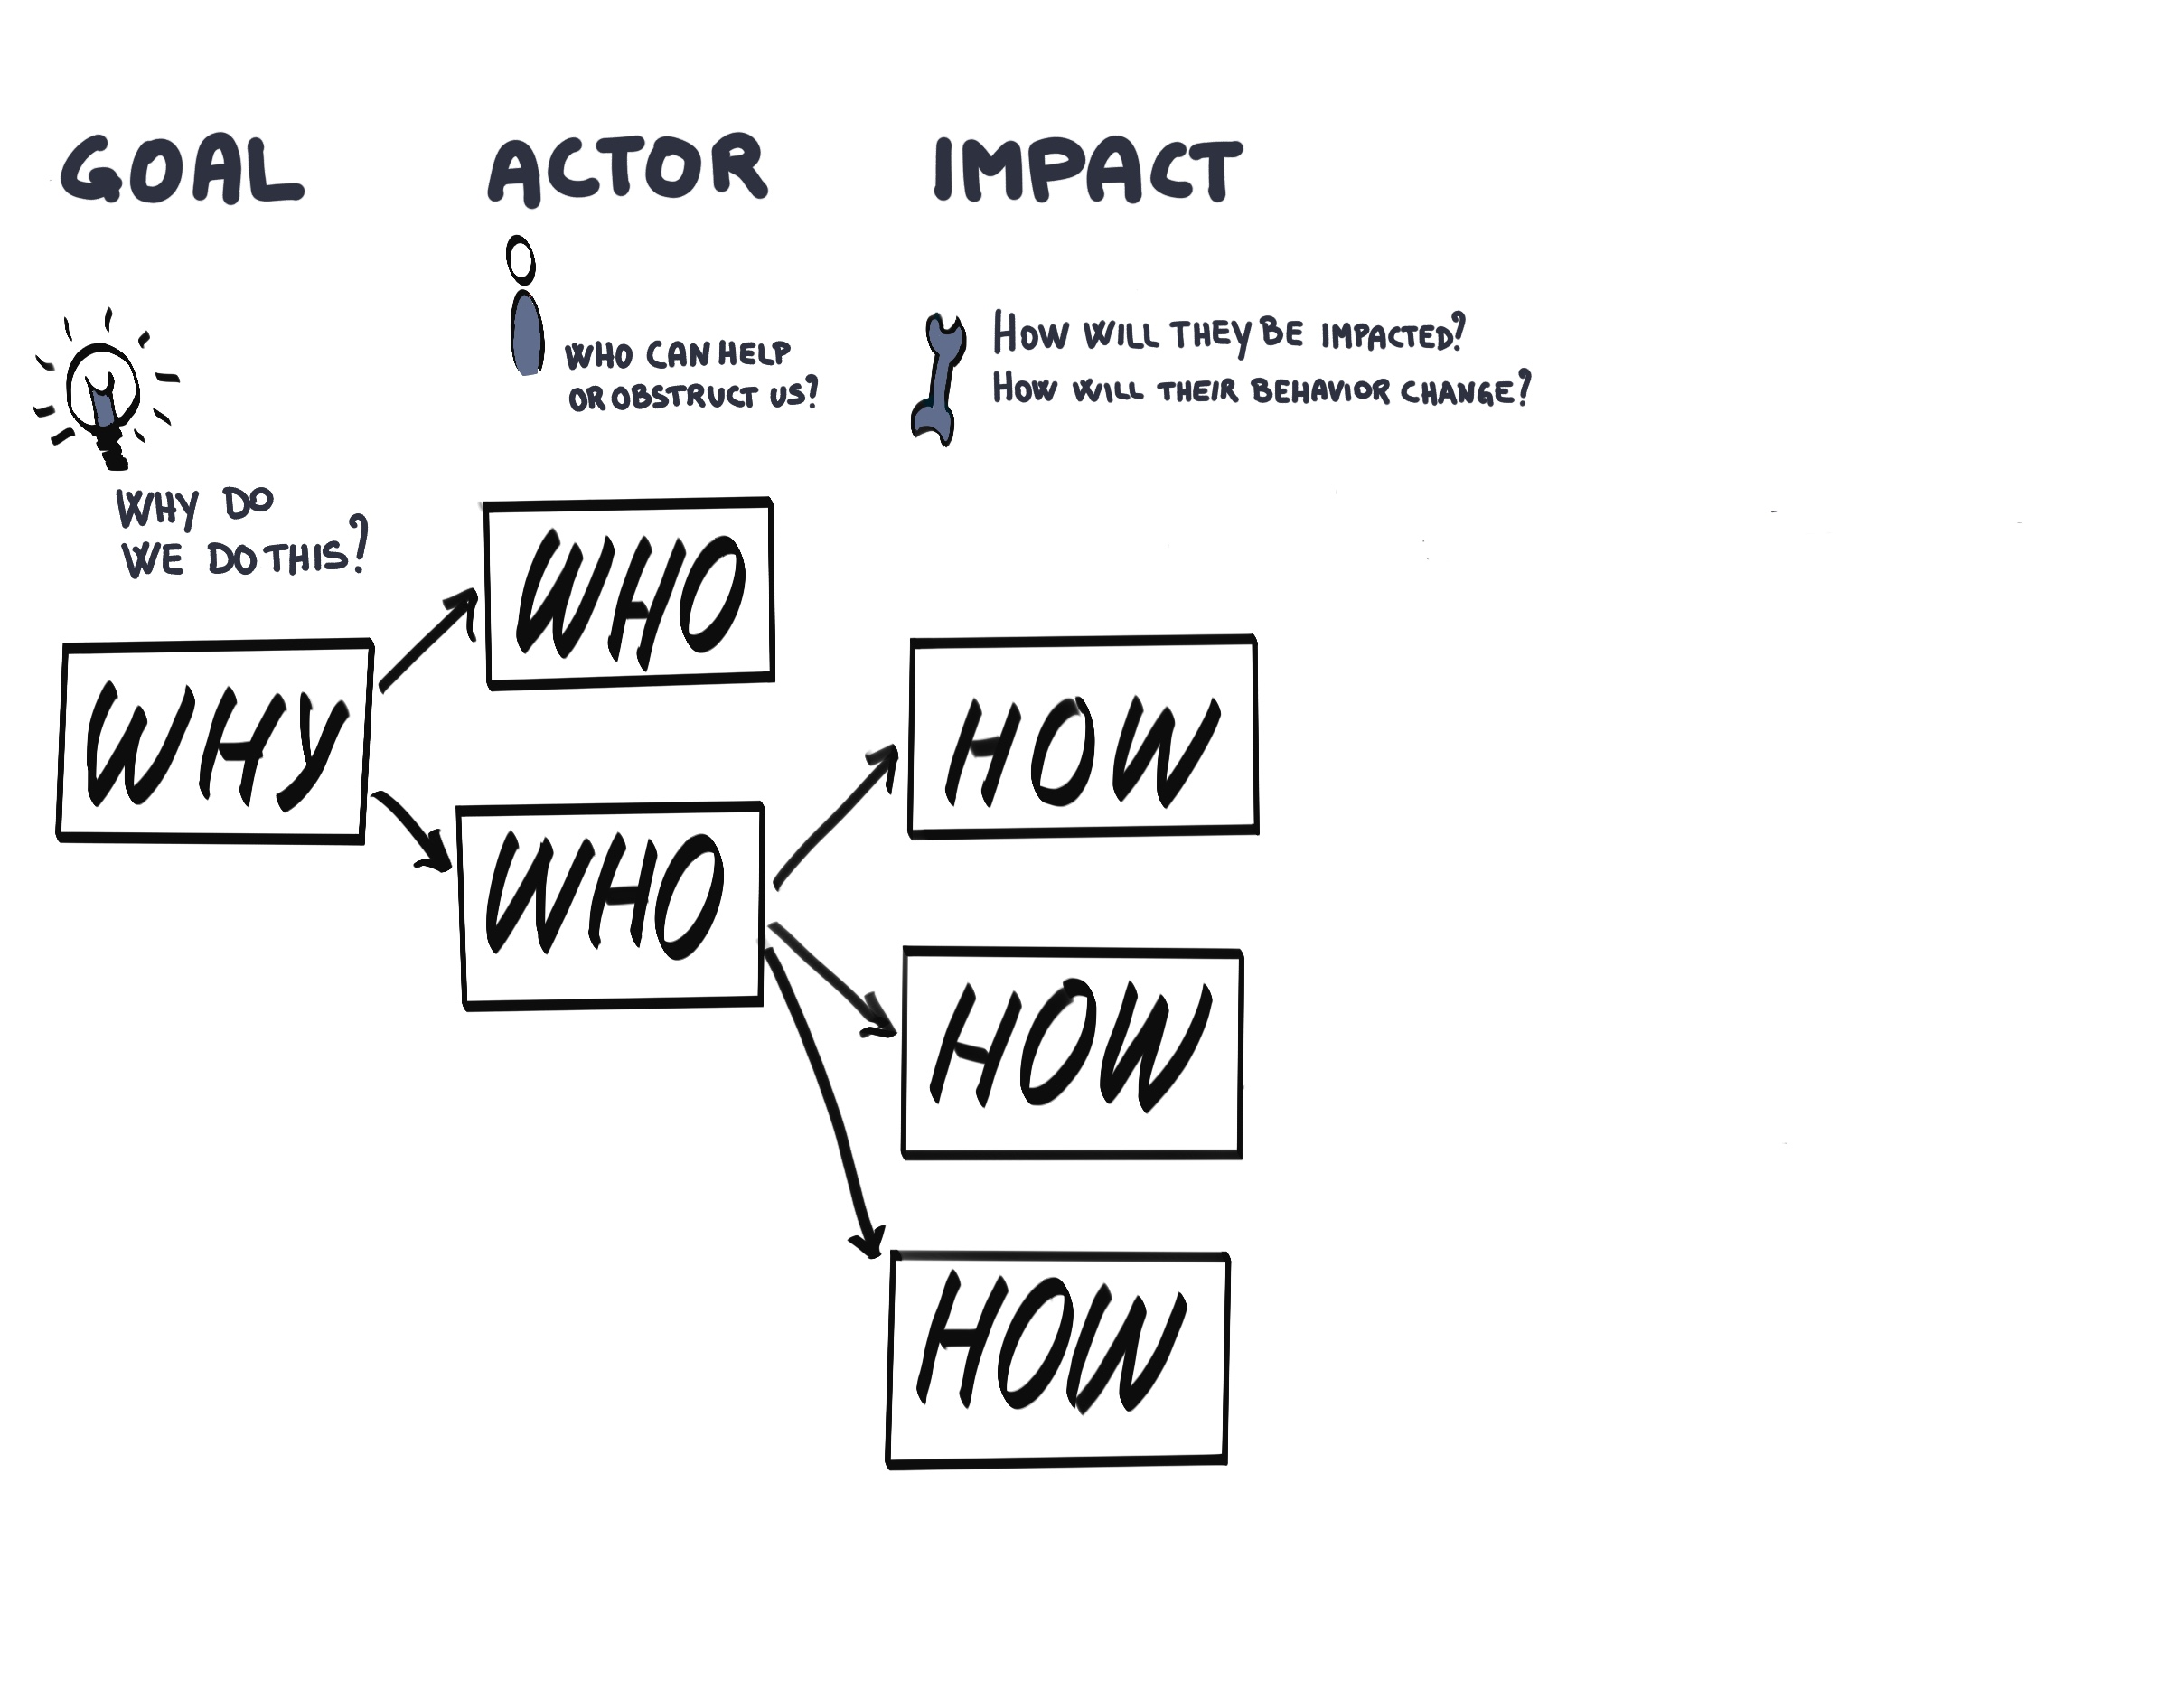 GOAL
ACTOR
IMPACT
WHY DO
WE DO THIS?
WHO CAN HELP
OR OBSTRUCT US?
HOW WILL THEY BE IMPACTED?
HOW WILL THEIR BEHAVIOR CHANGE?
WHY
WHO
WHO
HOW
HOW
HOW